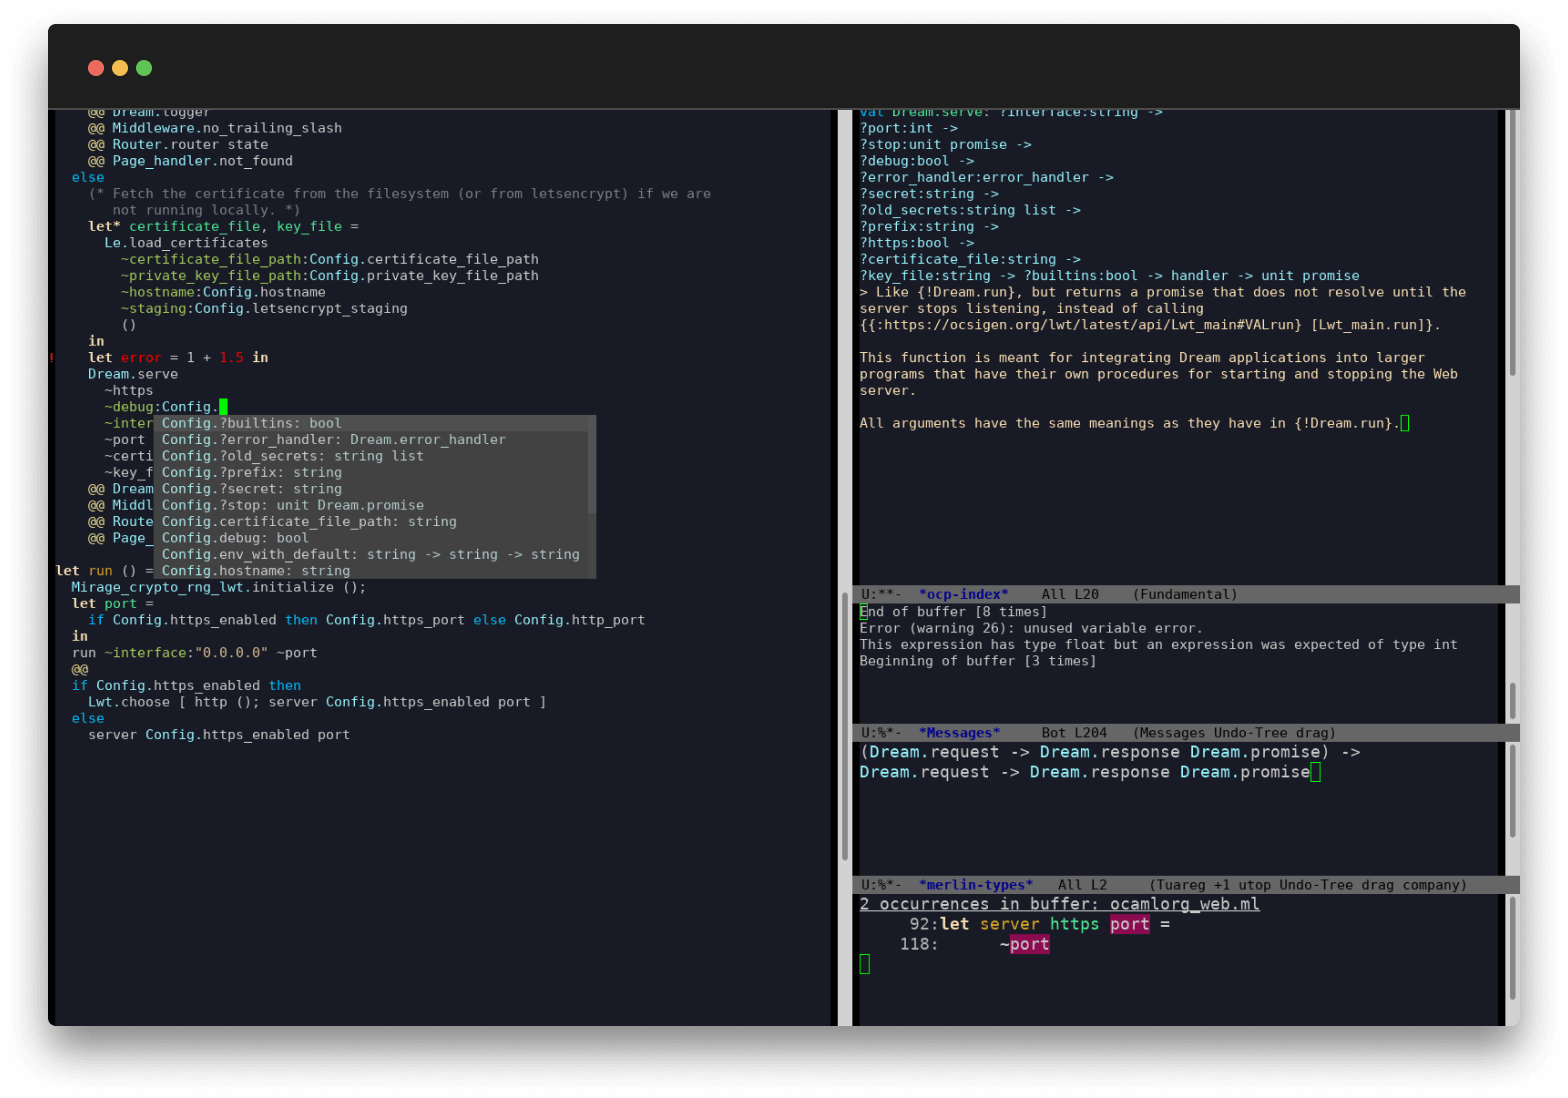 @@ Dream.logger
@@ Middleware.no_trailing_slash
@@ Router.router state
@@ Page_handler.not_found
else
(* Fetch the certificate from the filesystem (or from letsencrypt) if we are
not running locally. *)
let* certificate_file, key_file =
Le.load_certificates
~certificate_file_path:Config.certificate_file_path
~private_key_file_path:Config.private_key_file_path
~hostname:Config.hostname
~staging:Config.letsencrypt_staging
()
in
! let error = 1 + 1.5 in
Dream.serve
~https
~debug:Config.
~inter
~port
~certi
~key_f
@@ Dream
@@ Middl
@@ Route
@@ Page_
Config.?builtins: bool
Config.?error_handler: Dream.error_handler
Config.?old_secrets: string list
Config.?prefix: string
Config.?secret: string
Config.?stop: unit Dream.promise
Config.certificate_file_path: string
Config.debug: bool
Config.env_with_default: string -> string -> string
Config.hostname: string
let run () =
Mirage_crypto_rng_lwt.initialize ();
let port =
if Config.https_enabled then Config.https_port else Config.http_port
in
run ~interface:"0.0.0.0" ~port
@@
if Config.https_enabled then
Lwt.choose [ http (); server Config.https_enabled port ]
else
server Config.https_enabled port
val Dream.serve: ?interface:string ->
?port:int ->
?stop:unit promise ->
?debug:bool ->
?error_handler:error_handler ->
?secret:string ->
?old_secrets:string list ->
?prefix:string ->
?https:bool ->
?certificate_file:string ->
?key_file:string -> ?builtins:bool -> handler -> unit promise
> Like {!Dream.run}, but returns a promise that does not resolve until the
server stops listening, instead of calling
{{:https://ocsigen.org/lwt/latest/api/Lwt_main#VALrun} [Lwt_main.run]}.
This function is meant for integrating Dream applications into larger
programs that have their own procedures for starting and stopping the Web
server.
All arguments have the same meanings as they have in {!Dream.run}.
U:**- *ocp-index* All L20 (Fundamental)
End of buffer [8 times]
Error (warning 26): unused variable error.
This expression has type float but an expression was expected of type int
Beginning of buffer [3 times]
U:%*- *Messages* Bot L204 (Messages Undo-Tree drag)
(Dream.request -> Dream.response Dream.promise) ->
Dream.request -> Dream.response Dream.promise
U:%*- *merlin-types* All L2 (Tuareg +1 utop Undo-Tree drag company)
2 occurrences in buffer: ocamlorg_web.ml
92:let server https port =
118: ~port